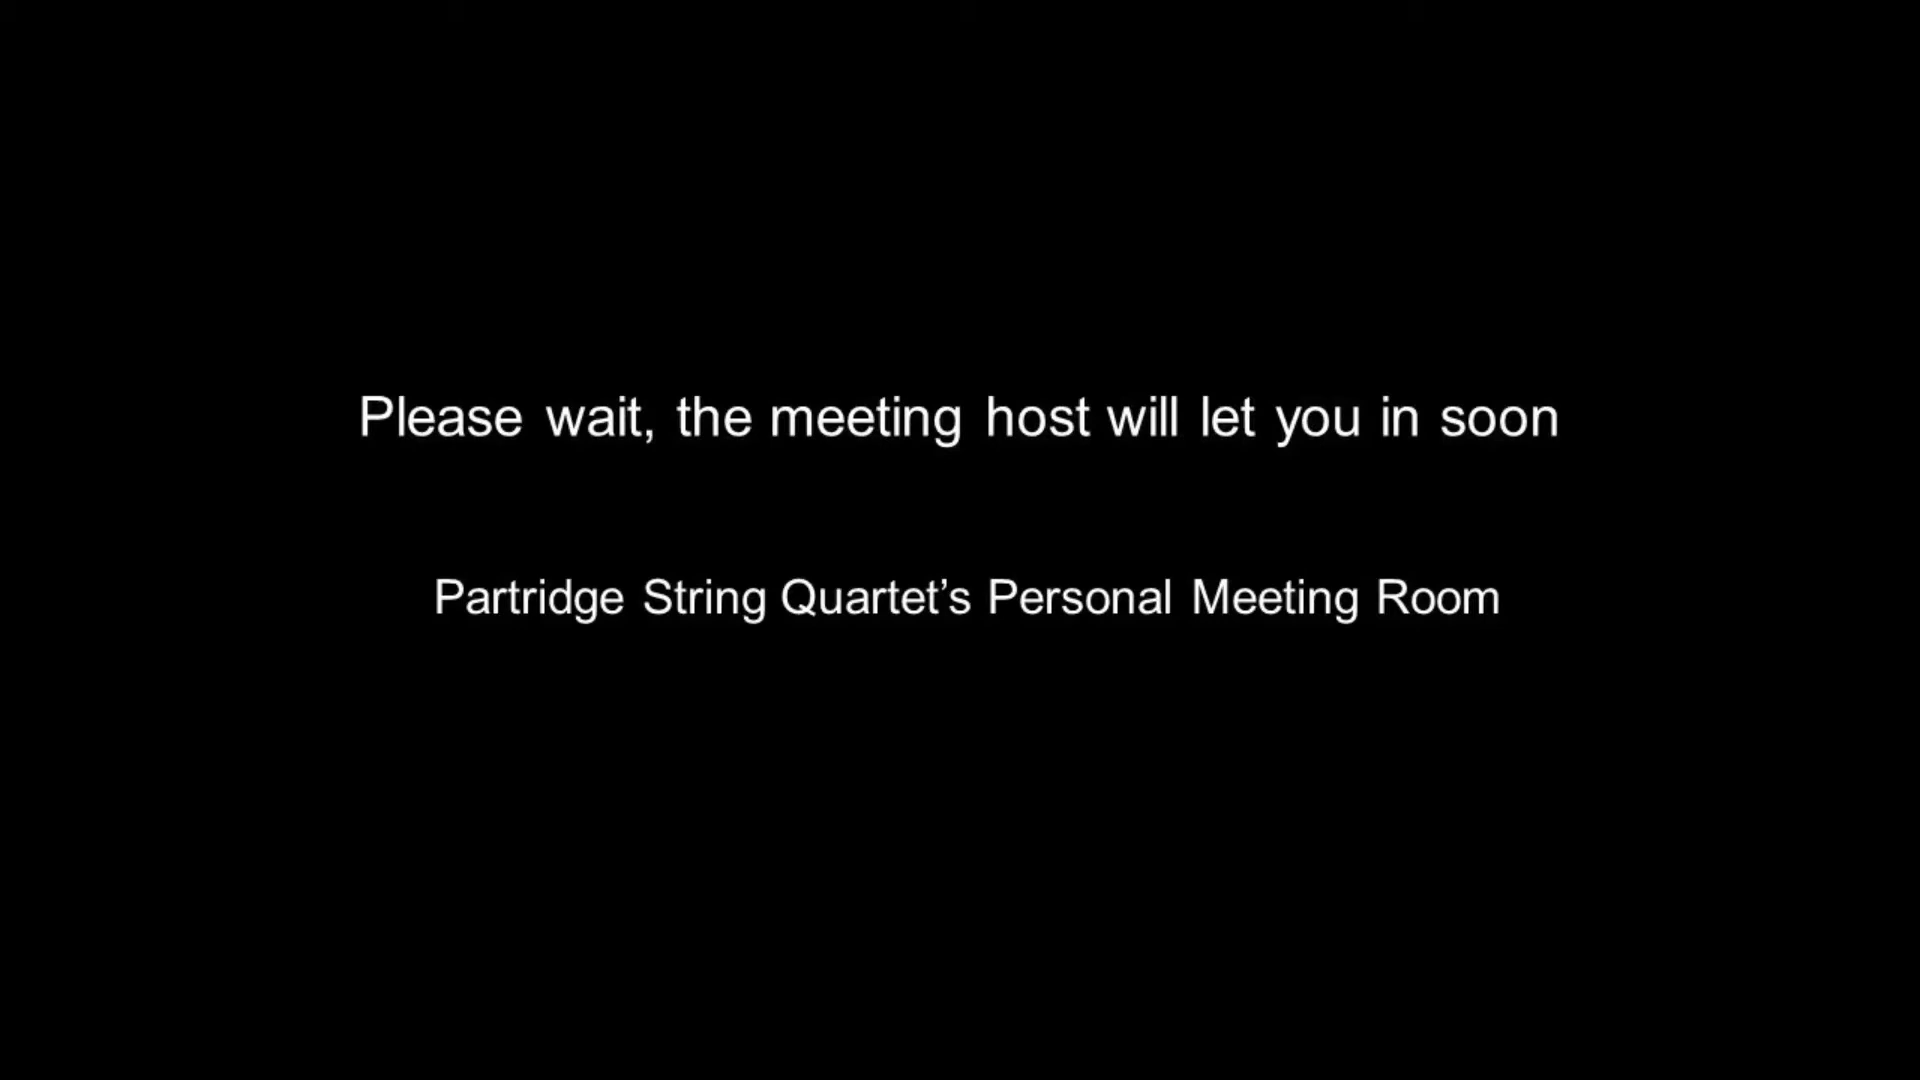 Please wait, the meeting host will let you in soon
Partridge String Quartet’s Personal Meeting Room